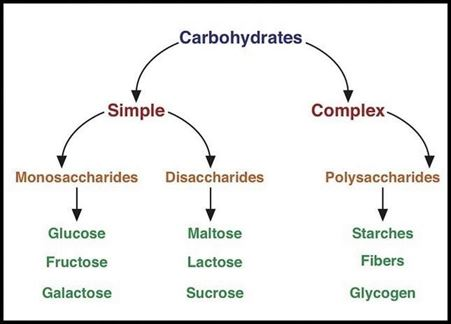 Carbohydrates
Simple Complex
Monosaccharides Disaccharides Polysaccharides
Glucose Maltose Starches
Fructose Lactose Fibers
Galactose Sucrose Glycogen